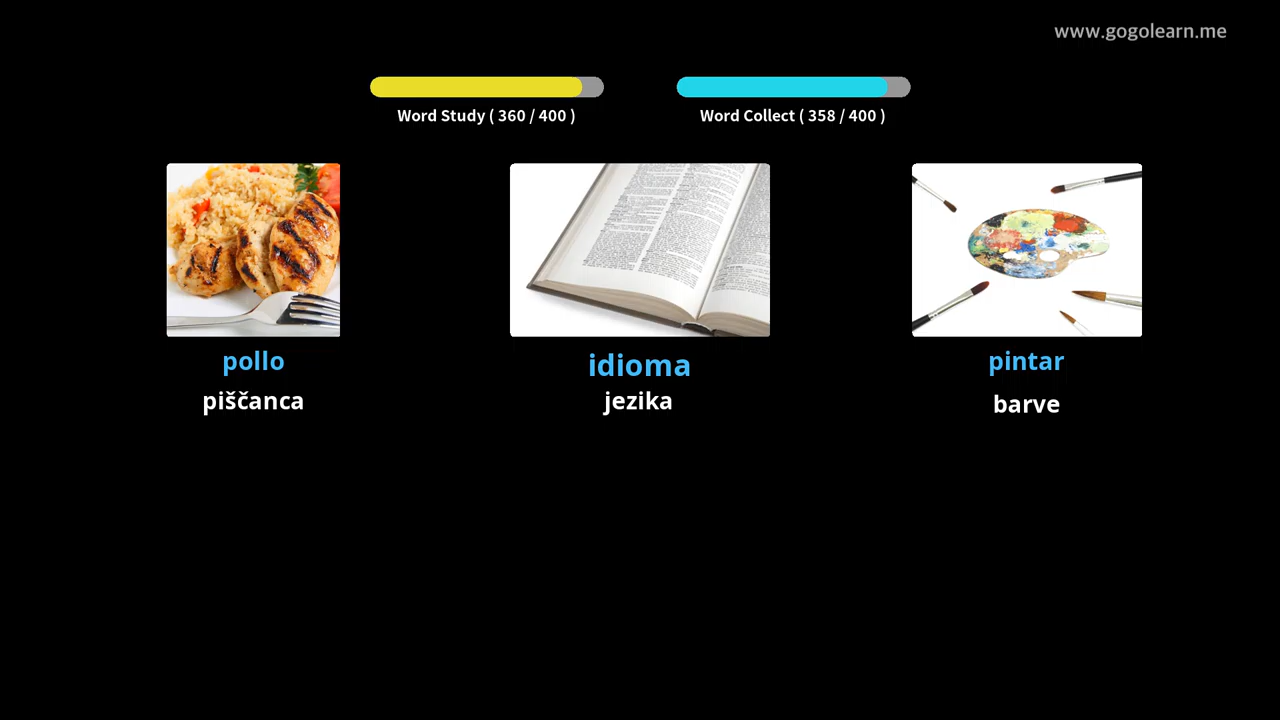 www.gogolearn.me
Word Study ( 360 / 400 )
Word Collect ( 358 / 400 )
pollo
idioma
pintar
piščanca
jezika
barve